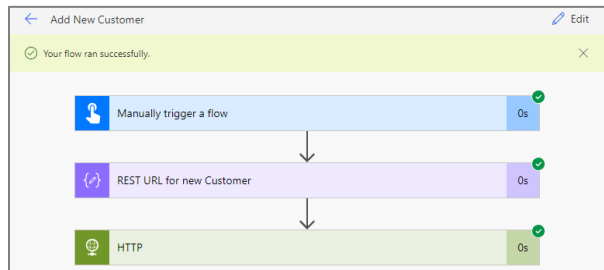 Add New Customer
Edit
Your flow ran successfully.
Manually trigger a flow
0s
REST URL for new Customer
0s
HTTP
0s